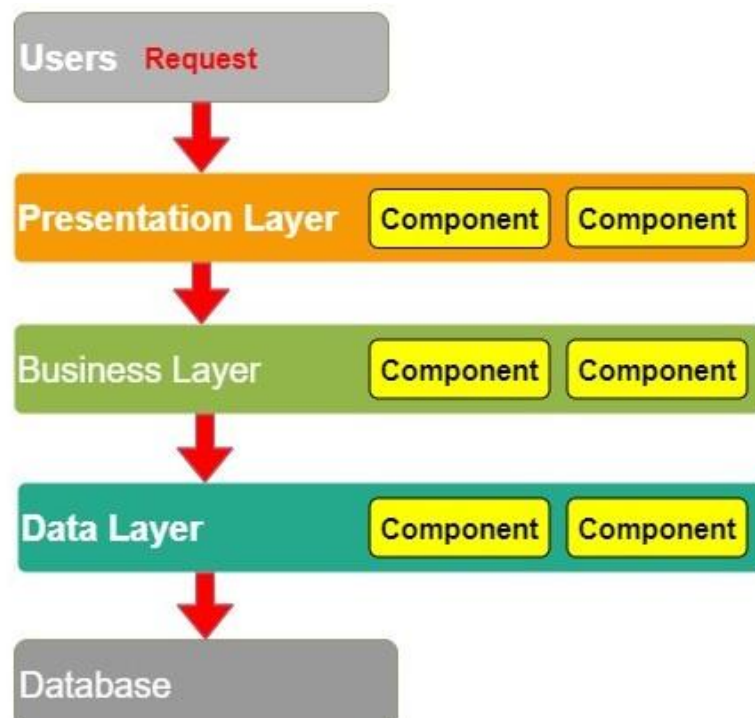 Users Request
Presentation Layer Component Component
Business Layer Component Component
Data Layer Component Component
Database